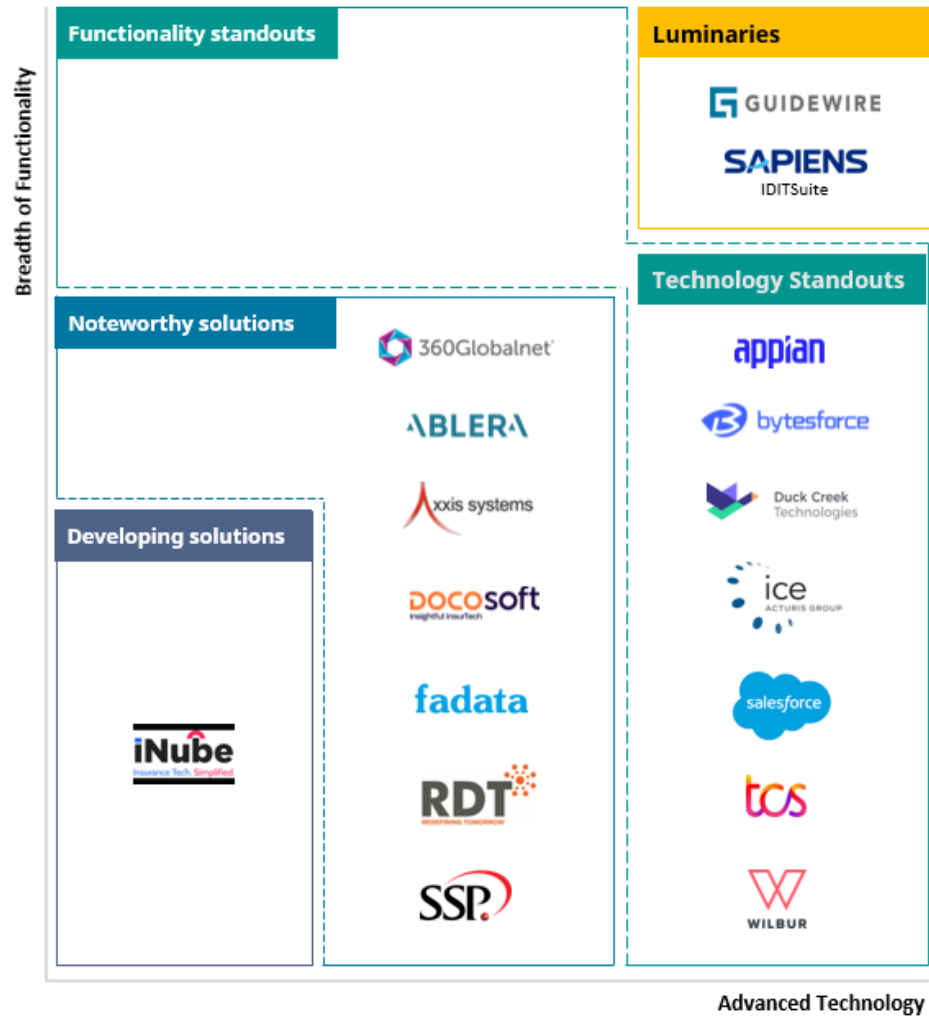 Functionality standouts
Luminaries
Breadth of Functionality
GUIDEWIRE
SAPIENS
IDITSuite
Technology Standouts
Noteworthy solutions
360Globalnet
appian
ABLERA
bytesforce
Axxis systems
Duck Creek
Technologies
Developing solutions
DOCOSOFT
Insightful InsurTech
ice
ACTURIS GROUP
fadata
salesforce
iNube
Insurance Tech. Simplified.
RDT
REDEFINING TOMORROW
tcs
SSP.
WILBUR
Advanced Technology